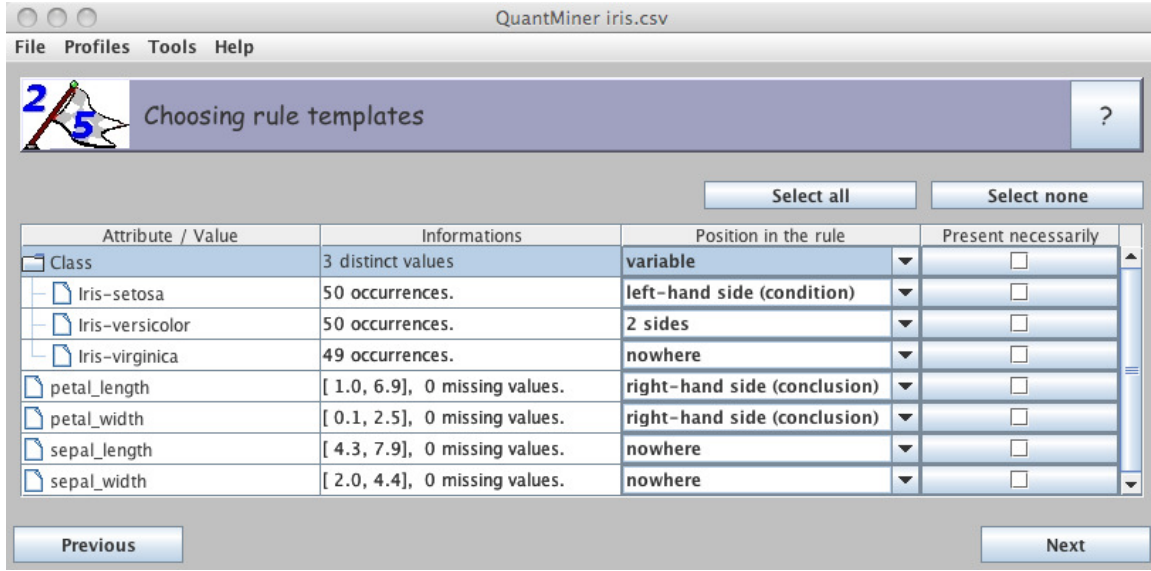 QuantMiner iris.csv
File Profiles Tools Help
2 5 Choosing rule templates ?
Select all Select none
Attribute / Value Informations Position in the rule Present necessarily
Class 3 distinct values variable
Iris-setosa 50 occurrences. left-hand side (condition)
Iris-versicolor 50 occurrences. 2 sides
Iris-virginica 49 occurrences. nowhere
petal_length [ 1.0, 6.9], 0 missing values. right-hand side (conclusion)
petal_width [ 0.1, 2.5], 0 missing values. right-hand side (conclusion)
sepal_length [ 4.3, 7.9], 0 missing values. nowhere
sepal_width [ 2.0, 4.4], 0 missing values. nowhere
Previous Next